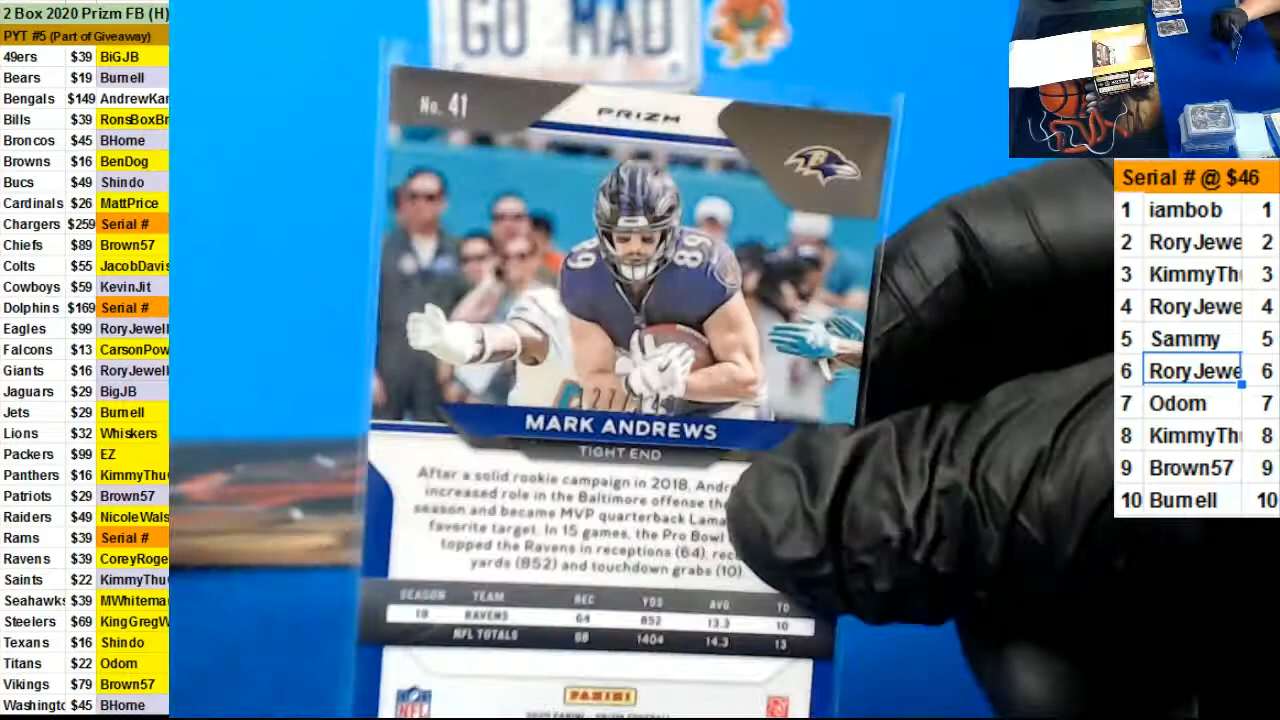 2 Box 2020 Prizm FB (H)
PYT #5 (Part of Giveaway)
49ers $39 BiGJB
Bears $19 Burnell
Bengals $149 AndrewKar
Bills $39 RonsBoxBr
Broncos $45 BHome
Browns $16 BenDog
Bucs $49 Shindo
Cardinals $26 MattPrice
Chargers $259 Serial #
Chiefs $89 Brown57
Colts $55 JacobDavis
Cowboys $59 KevinJit
Dolphins $169 Serial #
Eagles $99 RoryJewell
Falcons $13 CarsonPow
Giants $16 RoryJewell
Jaguars $29 BigJB
Jets $29 Burnell
Lions $32 Whiskers
Packers $99 EZ
Panthers $16 KimmyThu
Patriots $29 Brown57
Raiders $49 NicoleWals
Rams $39 Serial #
Ravens $39 CoreyRoge
Saints $22 KimmyThu
Seahawks $39 MWhitema
Steelers $69 KingGregW
Texans $16 Shindo
Titans $22 Odom
Vikings $79 Brown57
Washingto $45 BHome
GO MAD
No. 41
PRIZM
B
89 89
MARK ANDREWS
TIGHT END
After a solid rookie campaign in 2018, Andre
increased role in the Baltimore offense the
season and became MVP quarterback Lama
favorite target. In 15 games, the Pro Bowl
topped the Ravens in receptions (64), rec
yards (852) and touchdown grabs (10).
SEASON TEAM REC YDS AVG TD
19 RAVENS 64 852 13.3 10
NFL TOTALS 98 1404 14.3 13
PANINI
NFL
Serial # @ $46
1 iambob 1
2 RoryJewe 2
3 KimmyThu 3
4 RoryJewe 4
5 Sammy 5
6 RoryJewe 6
7 Odom 7
8 KimmyThu 8
9 Brown57 9
10 Burnell 10